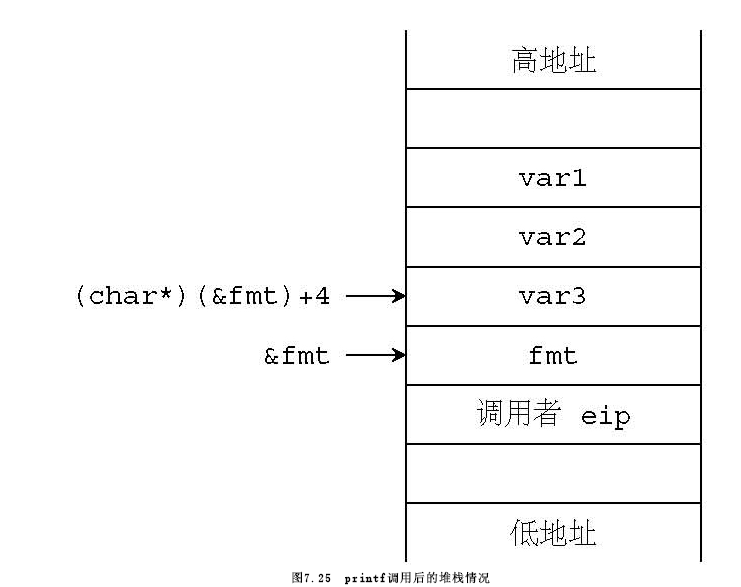 高地址
var1
var2
(char*)(&fmt)+4
var3
&fmt
fmt
调用者 eip
低地址
图7.25 printf调用后的堆栈情况